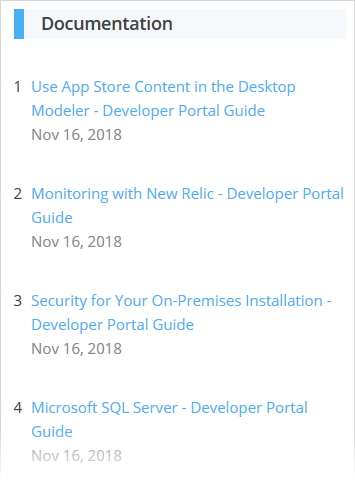 Documentation
1 Use App Store Content in the Desktop
Modeler - Developer Portal Guide
Nov 16, 2018
2 Monitoring with New Relic - Developer Portal
Guide
Nov 16, 2018
3 Security for Your On-Premises Installation -
Developer Portal Guide
Nov 16, 2018
4 Microsoft SQL Server - Developer Portal
Guide
Nov 16, 2018